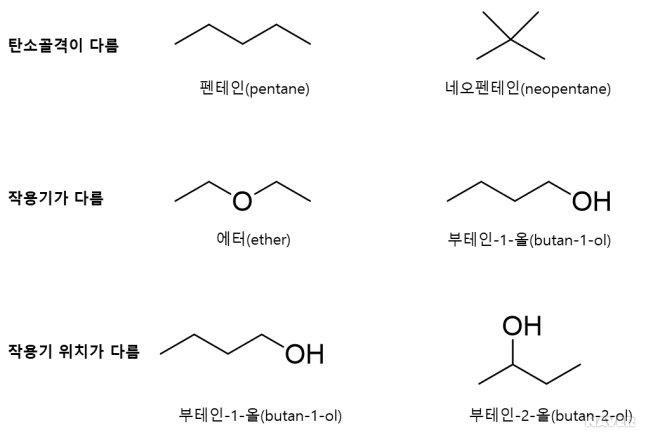 탄소골격이 다름
펜테인(pentane)
네오펜테인(neopentane)
작용기가 다름
O
OH
에터(ether)
부테인-1-올(butan-1-ol)
OH
작용기 위치가 다름
OH
부테인-1-올(butan-1-ol)
부테인-2-올(butan-2-ol)
NAVER